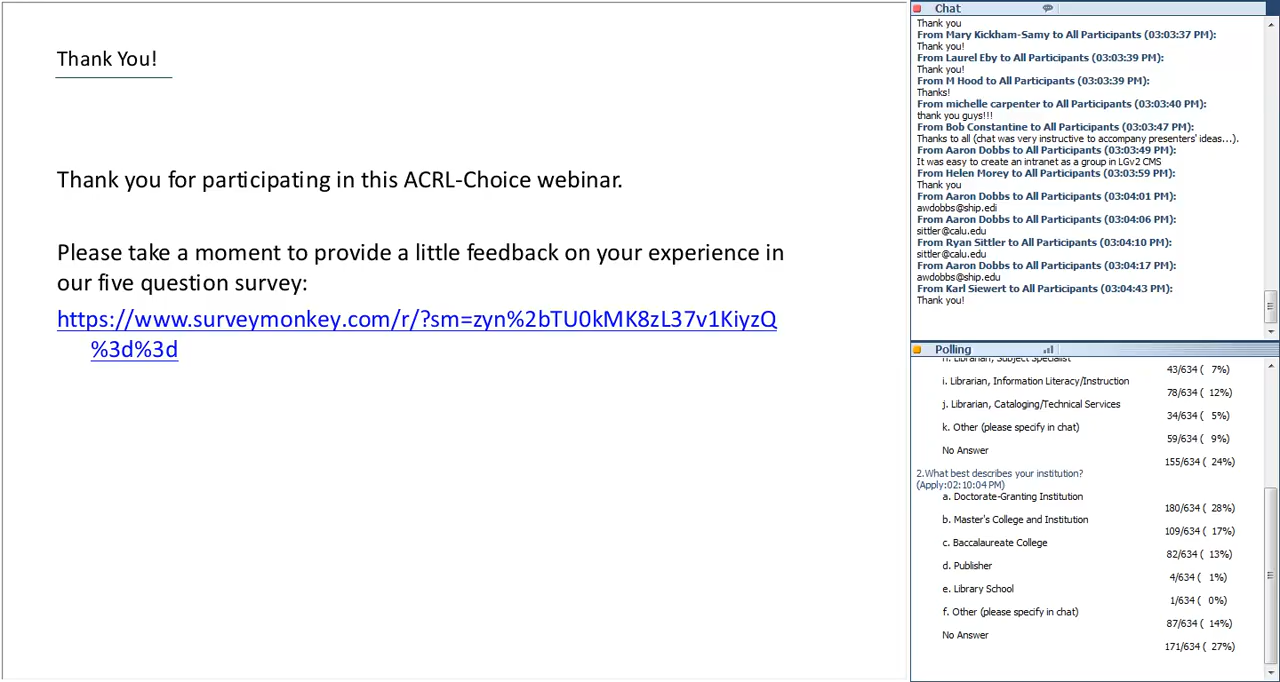 Thank You!
Thank you for participating in this ACRL-Choice webinar.
Please take a moment to provide a little feedback on your experience in
our five question survey:
https://www.surveymonkey.com/r/?sm=zyn%2bTU0kMK8zL37v1KiyzQ
%3d%3d
Chat
Thank you
From Mary Kickham-Samy to All Participants (03:03:37 PM):
Thank you!
From Laurel Eby to All Participants (03:03:39 PM):
Thank you!
From M Hood to All Participants (03:03:39 PM):
Thanks!
From michelle carpenter to All Participants (03:03:40 PM):
thank you guys!!!
From Bob Constantine to All Participants (03:03:47 PM):
Thanks to all (chat was very instructive to accompany presenters' ideas...).
From Aaron Dobbs to All Participants (03:03:49 PM):
It was easy to create an intranet as a group in LGv2 CMS
From Helen Morey to All Participants (03:03:59 PM):
Thank you
From Aaron Dobbs to All Participants (03:04:01 PM):
awdobbs@ship.edi
From Aaron Dobbs to All Participants (03:04:06 PM):
sittler@calu.edu
From Ryan Sittler to All Participants (03:04:10 PM):
sittler@calu.edu
From Aaron Dobbs to All Participants (03:04:17 PM):
awdobbs@ship.edu
From Karl Siewert to All Participants (03:04:43 PM):
Thank you!
Polling
h. Librarian, Subject Specialist
43/634 ( 7%)
i. Librarian, Information Literacy/Instruction
78/634 ( 12%)
j. Librarian, Cataloging/Technical Services
34/634 ( 5%)
k. Other (please specify in chat)
59/634 ( 9%)
No Answer
155/634 ( 24%)
2.What best describes your institution?
(Apply:02:10:04 PM)
a. Doctorate-Granting Institution
180/634 ( 28%)
b. Master's College and Institution
109/634 ( 17%)
c. Baccalaureate College
82/634 ( 13%)
d. Publisher
4/634 ( 1%)
e. Library School
1/634 ( 0%)
f. Other (please specify in chat)
87/634 ( 14%)
No Answer
171/634 ( 27%)